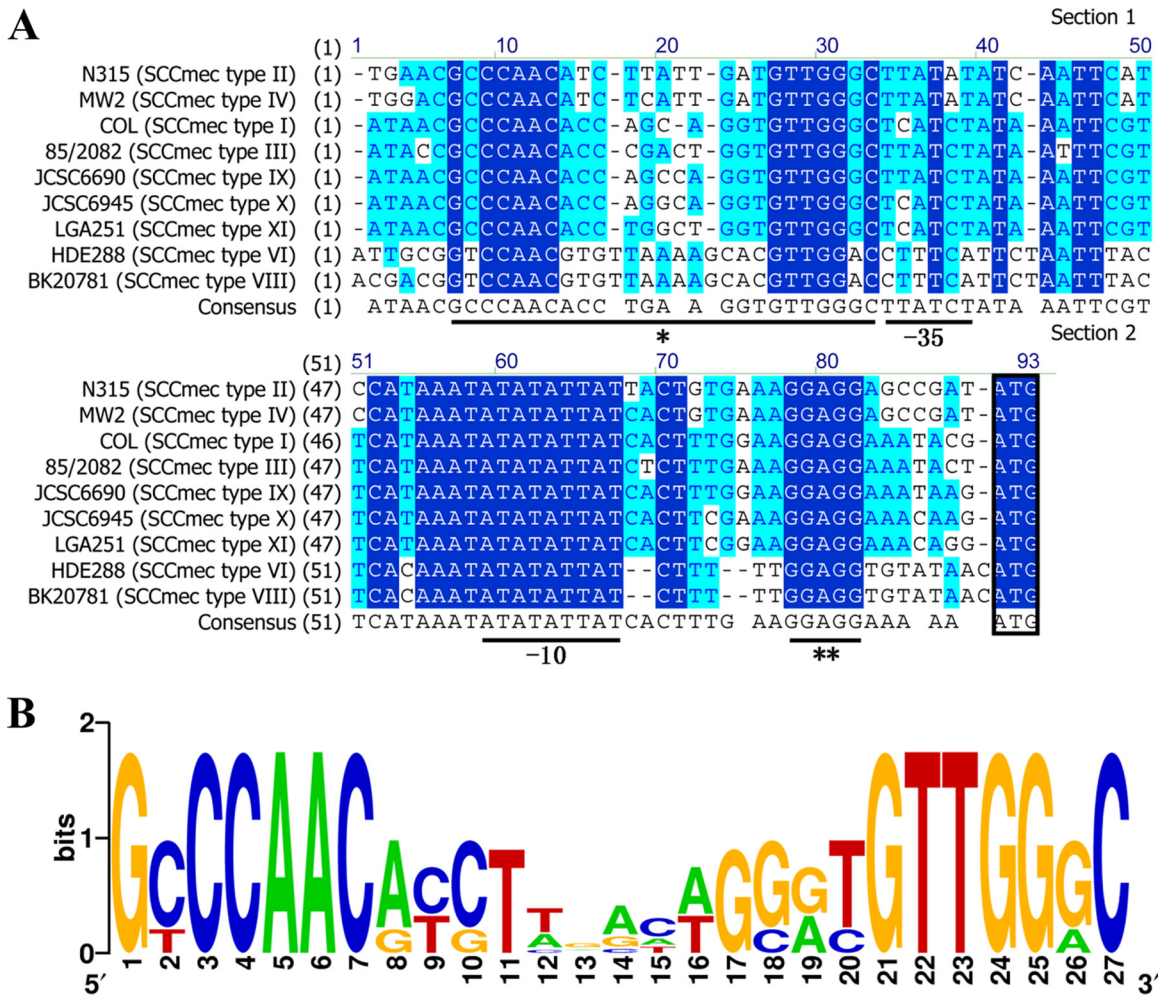 A
Section 1
(1) 1 10 20 30 40 50
N315 (SCCmec type II) (1) -TGAACGCCCAACATC-TTATT-GATGTTGGGCTTATATATC-AATTCAT
MW2 (SCCmec type IV) (1) -TGGACGCCCAACATC-TCATT-GATGTTGGGCTTATATATC-AATTCAT
COL (SCCmec type I) (1) -ATAACGCCCAACACC-AGC-A-GGTGTTGGGCTCATCTATA-AATTCGT
85/2082 (SCCmec type III) (1) -ATACCGCCCAACACC-CGACT-GGTGTTGGGCTTATCTATA-ATTTCGT
JCSC6690 (SCCmec type IX) (1) -ATAACGCCCAACACC-AGCCA-GGTGTTGGGCTTATCTATA-AATTCGT
JCSC6945 (SCCmec type X) (1) -ATAACGCCCAACACC-AGGCA-GGTGTTGGGCTCATCTATA-AATTCGT
LGA251 (SCCmec type XI) (1) -ATAACGCCCAACACC-TGGCT-GGTGTTGGGCTCATCTATA-AATTCGT
HDE288 (SCCmec type VI) (1) ATTGCGGTCCAACGTGTTAAAAGCACGTTGGACCTTTCATTCTAATTTAC
BK20781 (SCCmec type VIII) (1) ACGACGGTCCAACGTGTTAAAAGCACGTTGGACCTTTCATTCTAATTTAC
Consensus (1) ATAACGCCCAACACC TGA A GGTGTTGGGCTTATCTATA AATTCGT
* -35 Section 2
(51) 51 60 70 80 93
N315 (SCCmec type II) (47) CCATAAATATATATTATTACTGTGAAAGGAGGAGCCGAT-ATG
MW2 (SCCmec type IV) (47) CCATAAATATATATTATCACTGTGAAAGGAGGAGCCGAT-ATG
COL (SCCmec type I) (46) TCATAAATATATATTATCACTTTGGAAGGAGGAAATACG-ATG
85/2082 (SCCmec type III) (47) TCATAAATATATATTATCTCTTTGAAAGGAGGAAATACT-ATG
JCSC6690 (SCCmec type IX) (47) TCATAAATATATATTATCACTTTGGAAGGAGGAAATAAG-ATG
JCSC6945 (SCCmec type X) (47) TCATAAATATATATTATCACTTCGAAAGGAGGAAACAAG-ATG
LGA251 (SCCmec type XI) (47) TCATAAATATATATTATCACTTCGGAAGGAGGAAACAGG-ATG
HDE288 (SCCmec type VI) (51) TCACAAATATATATTAT--CTTT--TTGGAGGTGTATAACATG
BK20781 (SCCmec type VIII) (51) TCACAAATATATATTAT--CTTT--TTGGAGGTGTATAACATG
Consensus (51) TCATAAATATATATTATCACTTTG AAGGAGGAAA AA ATG
-10 **
B
2
bits
1
0
5′ 1 2 3 4 5 6 7 8 9 10 11 12 13 14 15 16 17 18 19 20 21 22 23 24 25 26 27 3′